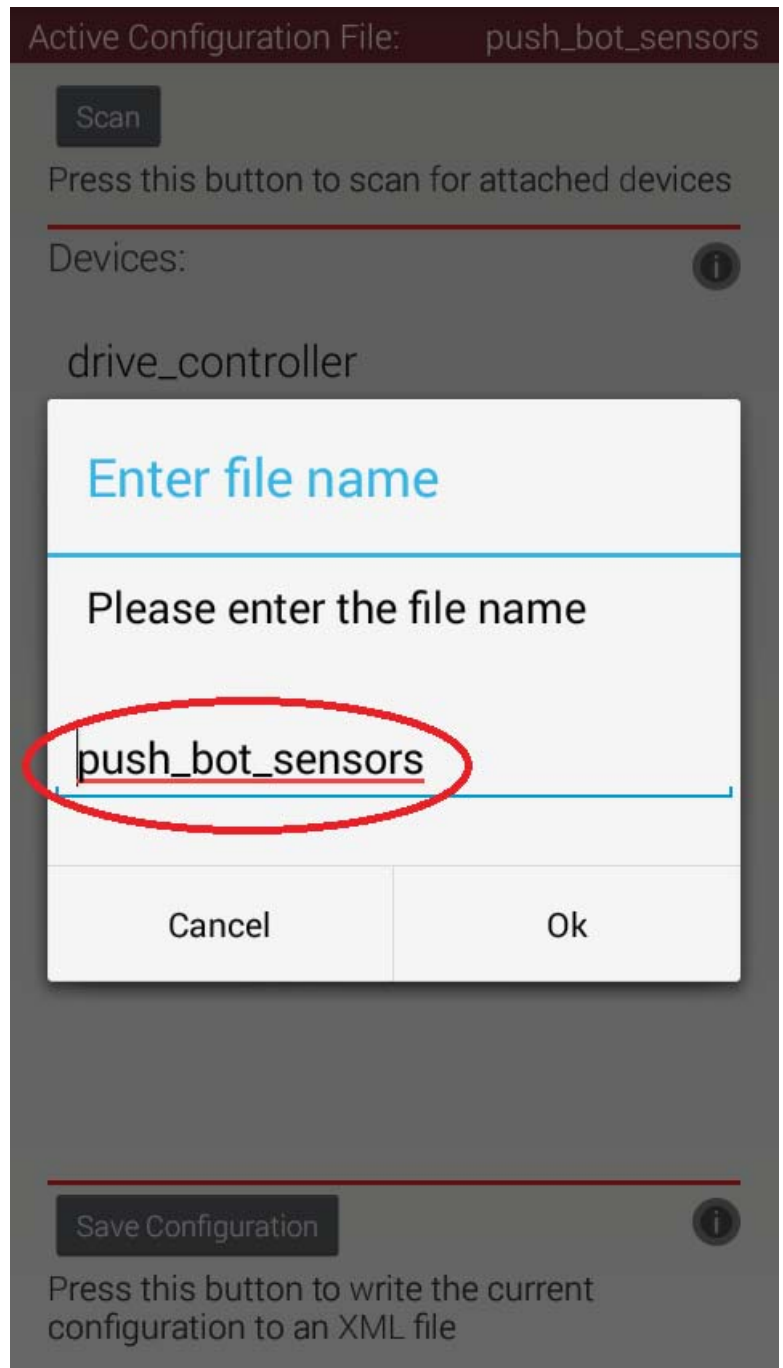 Active Configuration File: push_bot_sensors
Scan
Press this button to scan for attached devices
Devices:
drive_controller
Enter file name
Please enter the file name
push_bot_sensors
Cancel Ok
Save Configuration
Press this button to write the current
configuration to an XML file